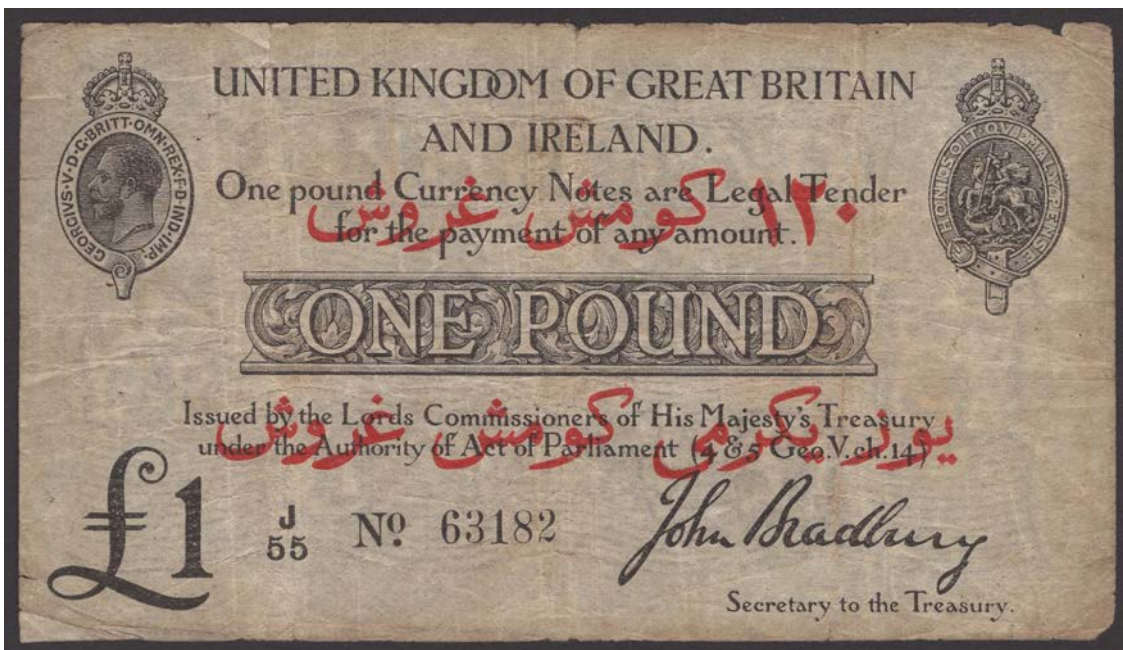 UNITED KINGDOM OF GREAT BRITAIN
AND IRELAND.
GEORGIVS·V·D·G·BRITT·OMN·REX·F·D·IND·IMP:
HONI·SOIT·QVI·MAL·Y·PENSE
One pound Currency Notes are Legal Tender
for the payment of any amount.
١٢٠ كومش غروش
ONE POUND
Issued by the Lords Commissioners of His Majesty's Treasury
under the Authority of Act of Parliament (4 & 5 Geo.V.ch.14)
يوز يكرمى كومش غروش
£1
J
55 Nº 63182
John Bradbury
Secretary to the Treasury.